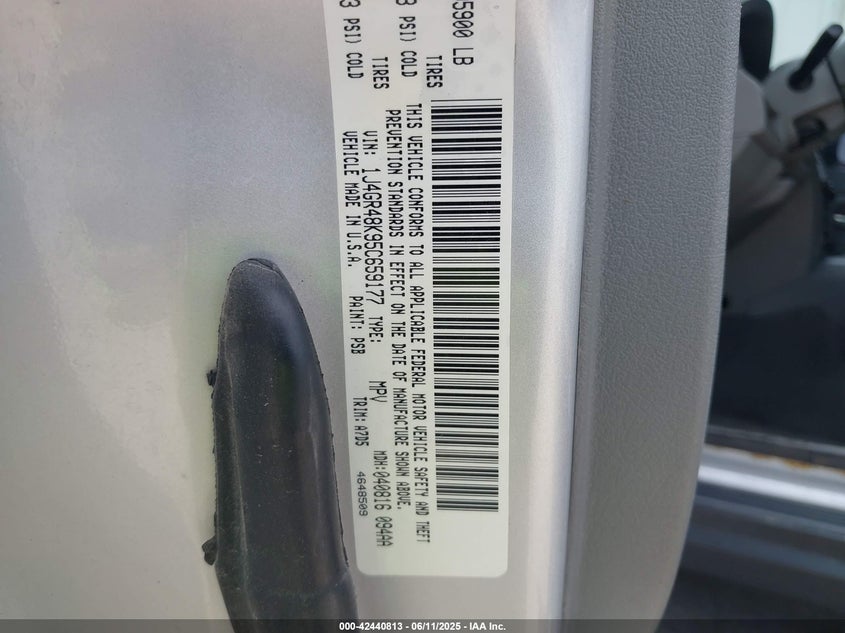 5900 LB
TIRES
3 PSI) COLD
TIRES
3 PSI) COLD
THIS VEHICLE CONFORMS TO ALL APPLICABLE FEDERAL MOTOR VEHICLE SAFETY AND THEFT
PREVENTION STANDARDS IN EFFECT ON THE DATE OF MANUFACTURE SHOWN ABOVE.
VIN: 1J4GR48K95C659177 TYPE: MPV MDH:040816 094AA
VEHICLE MADE IN U.S.A. PAINT: PSB TRIM: A7D5 4648509
000-42440813 - 06/11/2025 - IAA Inc.